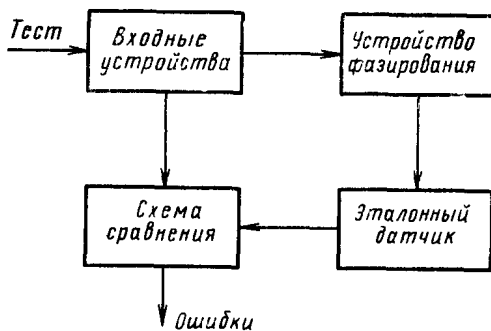 Тест
Входные
устройства
Устройство
фазирования
Схема
сравнения
Эталонный
датчик
Ошибки